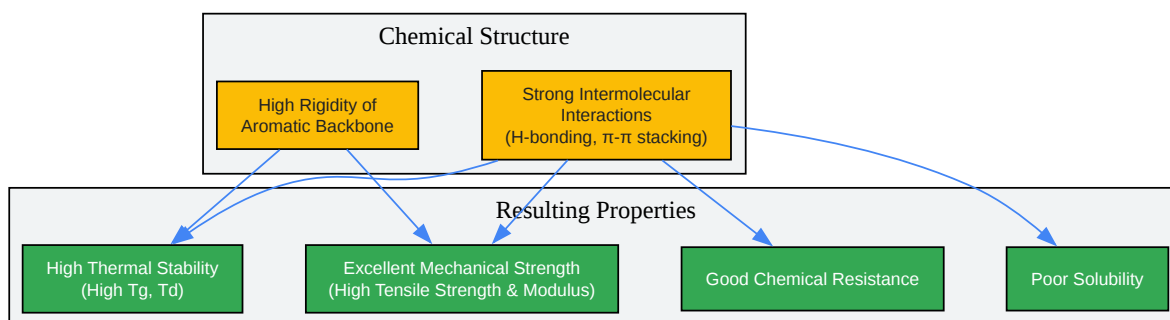 Chemical Structure
High Rigidity of
Aromatic Backbone
Strong Intermolecular
Interactions
(H-bonding, π-π stacking)
Resulting Properties
High Thermal Stability
(High Tg, Td)
Excellent Mechanical Strength
(High Tensile Strength & Modulus)
Good Chemical Resistance
Poor Solubility